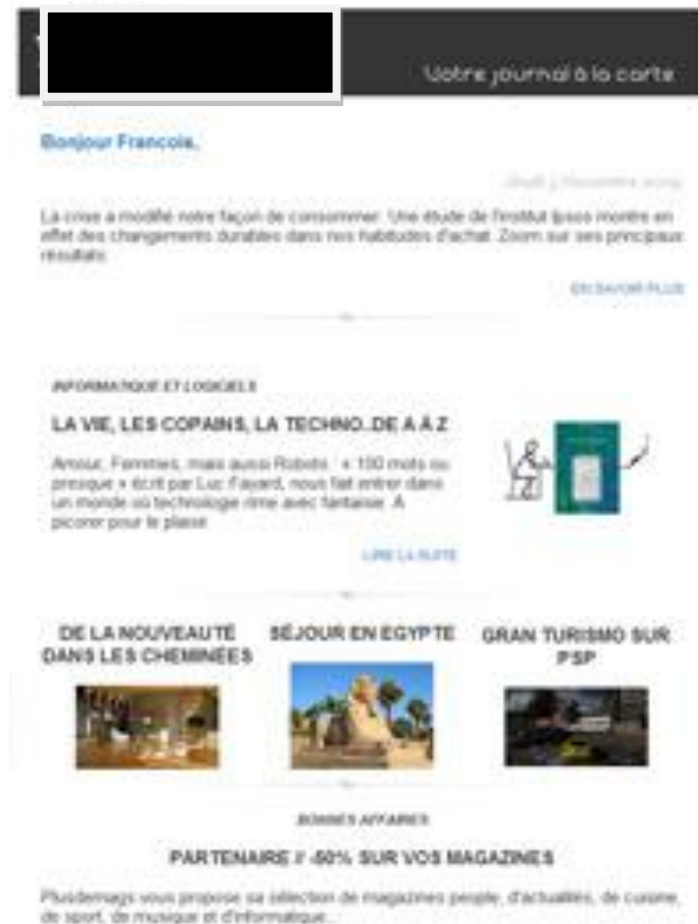 Votre journal à la carte
Bonjour Francois,
La crise a modifié notre façon de consommer. Une étude de l'institut Ipsos montre en
effet des changements durables dans nos habitudes d'achat. Zoom sur ses principaux
résultats.
EN SAVOIR PLUS
INFORMATIQUE ET LOGICIELS
LA VIE, LES COPAINS, LA TECHNO..DE A À Z
Amour, Femmes, mais aussi Robots : « 100 mots ou
presque » écrit par Luc Fayard, nous fait entrer dans
un monde où technologie rime avec fantaisie. A
picorer pour le plaisir.
LIRE LA SUITE
DE LA NOUVEAUTÉ
DANS LES CHEMINÉES
SÉJOUR EN EGYPTE
GRAN TURISMO SUR
PSP
BONNES AFFAIRES
PARTENAIRE // -50% SUR VOS MAGAZINES
Plusdemags vous propose sa sélection de magazines people, d'actualités, de cuisine,
de sport, de musique et d'informatique...